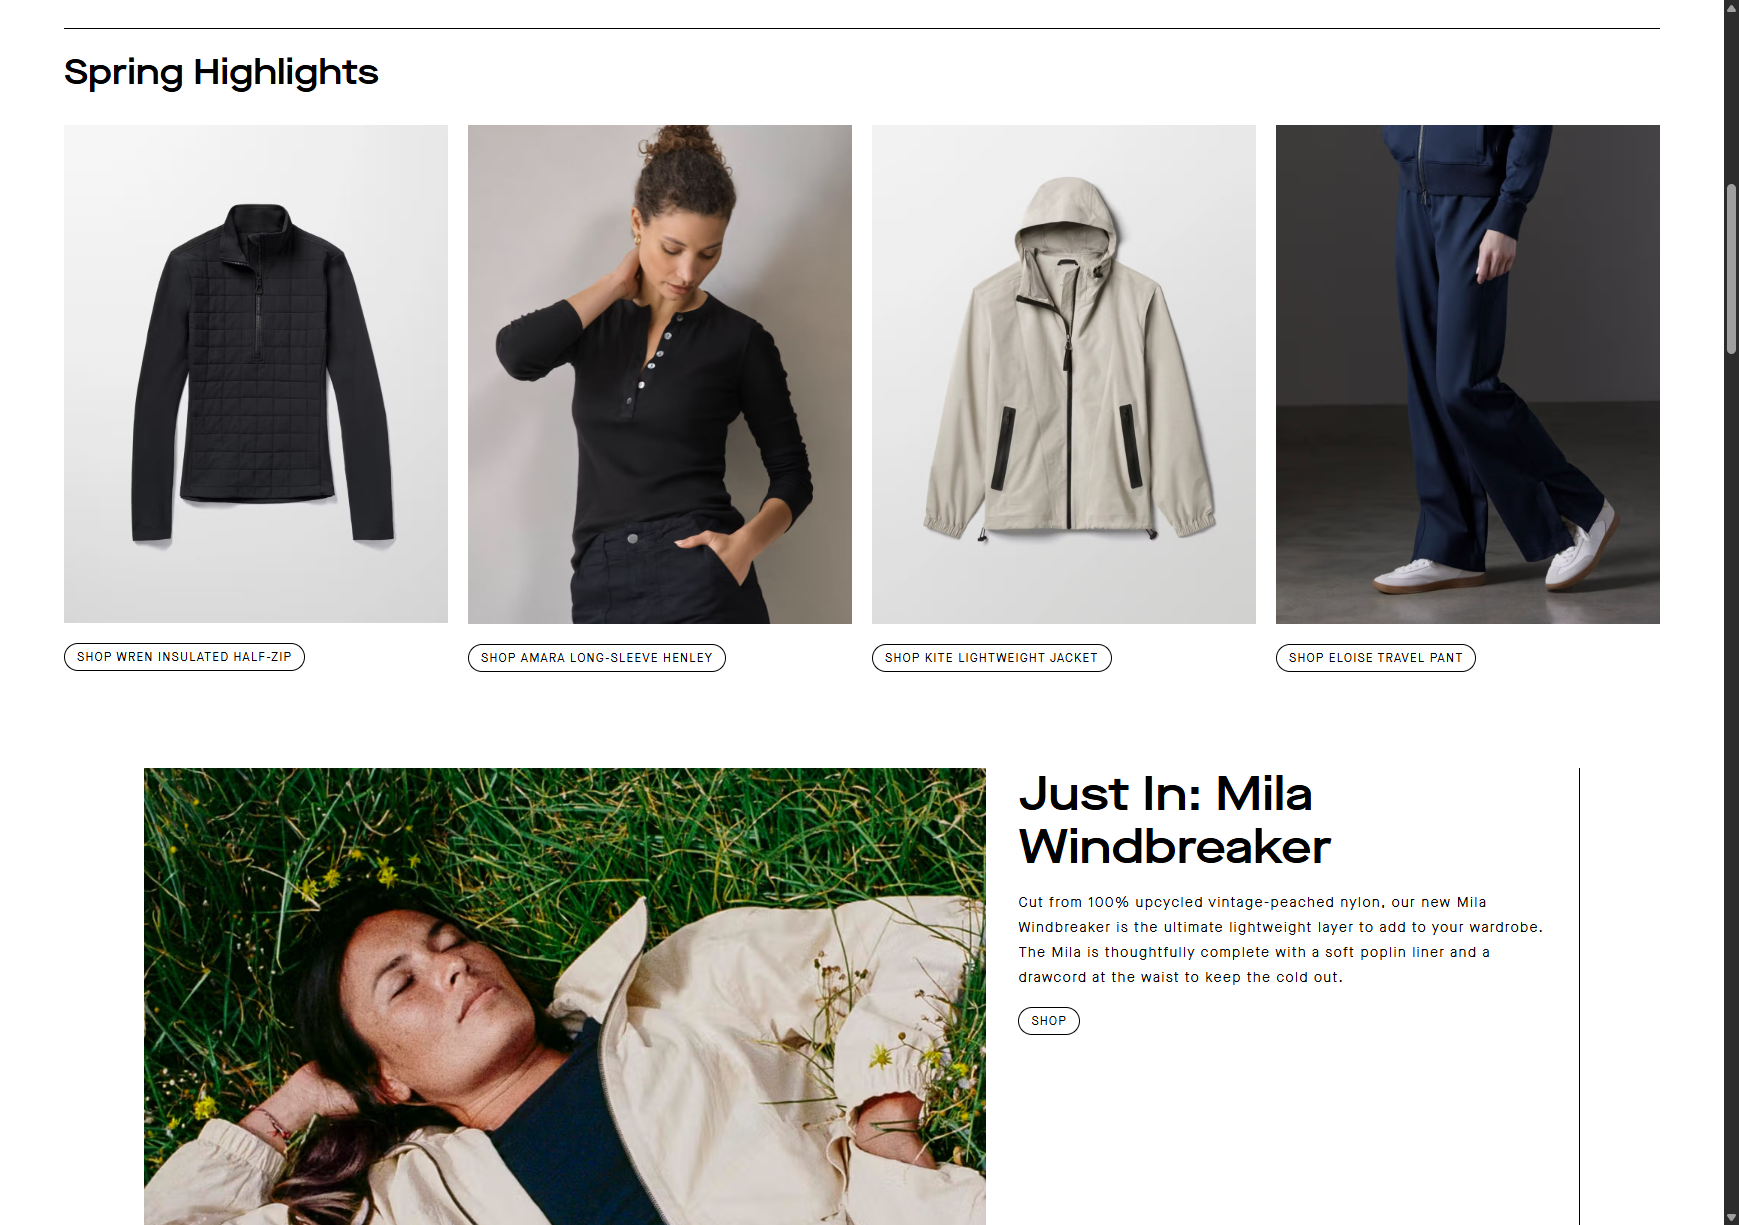 Spring Highlights
SHOP WREN INSULATED HALF-ZIP
SHOP AMARA LONG-SLEEVE HENLEY
SHOP KITE LIGHTWEIGHT JACKET
SHOP ELOISE TRAVEL PANT
Just In: Mila
Windbreaker
Cut from 100% upcycled vintage-peached nylon, our new Mila
Windbreaker is the ultimate lightweight layer to add to your wardrobe.
The Mila is thoughtfully complete with a soft poplin liner and a
drawcord at the waist to keep the cold out.
SHOP